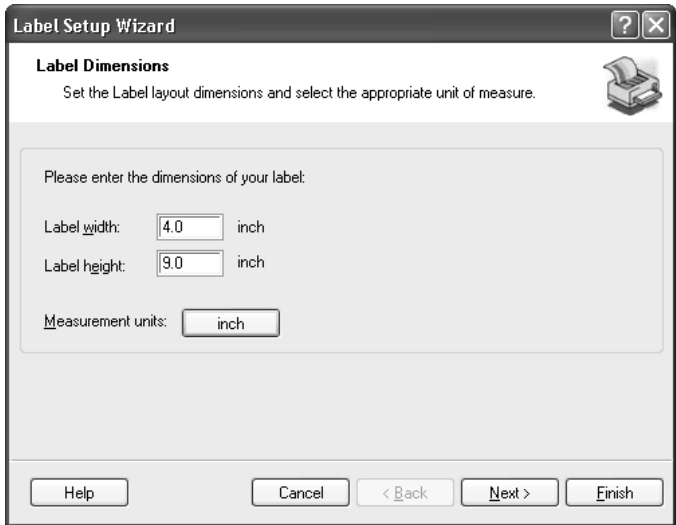 Label Setup Wizard
?
Label Dimensions
Set the Label layout dimensions and select the appropriate unit of measure.
Please enter the dimensions of your label:
Label width: 4.0 inch
Label height: 9.0 inch
Measurement units: inch
Help Cancel < Back Next > Finish